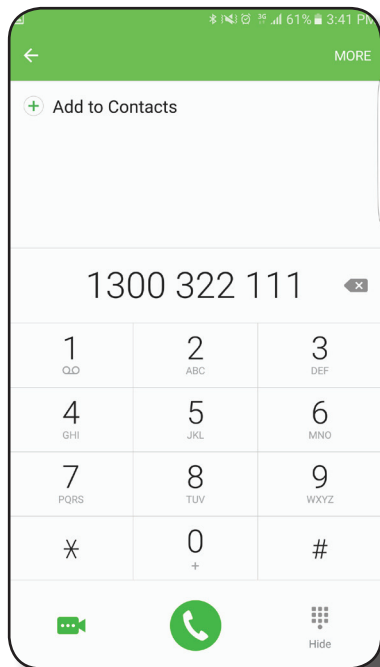 3G 61% 3:41 PM
MORE
Add to Contacts
1300 322 111
1 2 3
ABC DEF
4 5 6
GHI JKL MNO
7 8 9
PQRS TUV WXYZ
* 0 #
+
Hide